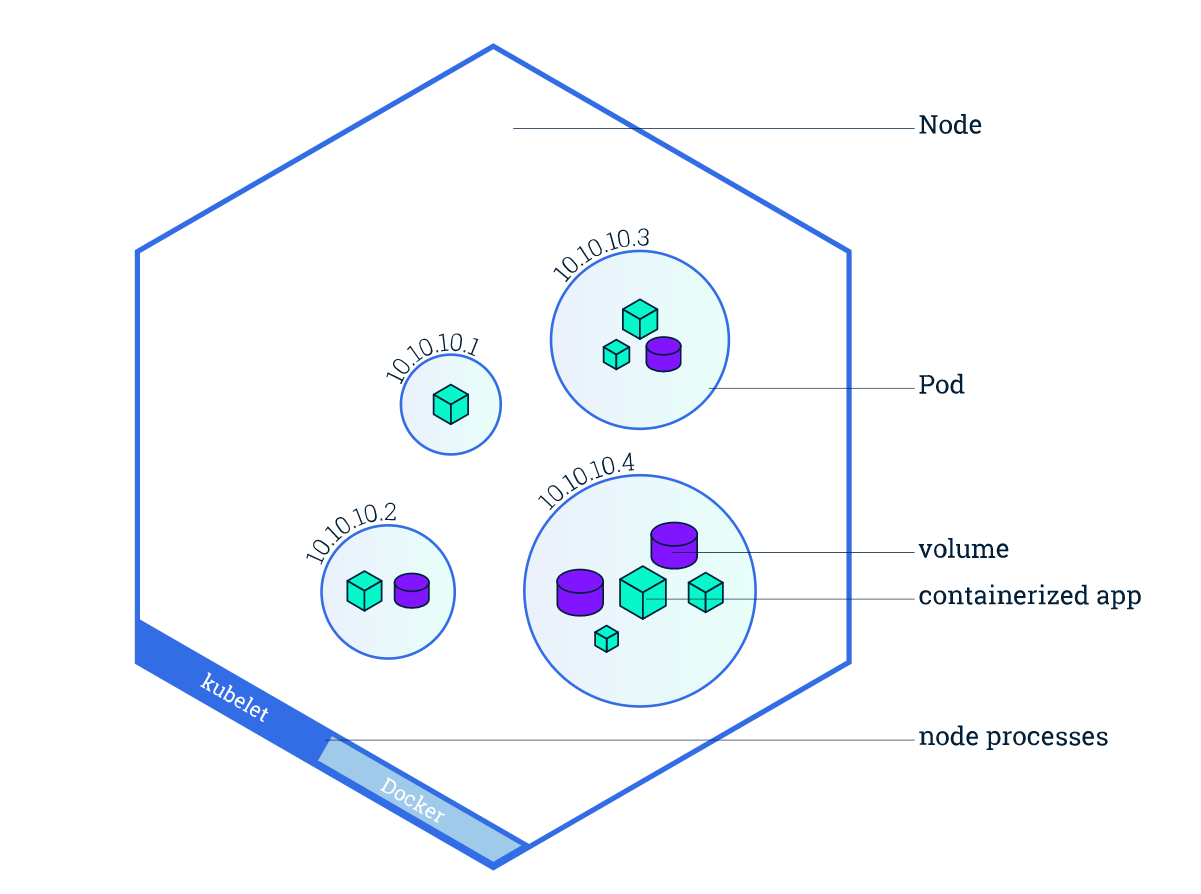 Node
10.10.10.3
10.10.10.1
Pod
10.10.10.4
10.10.10.2
volume
containerized app
kubelet
node processes
Docker